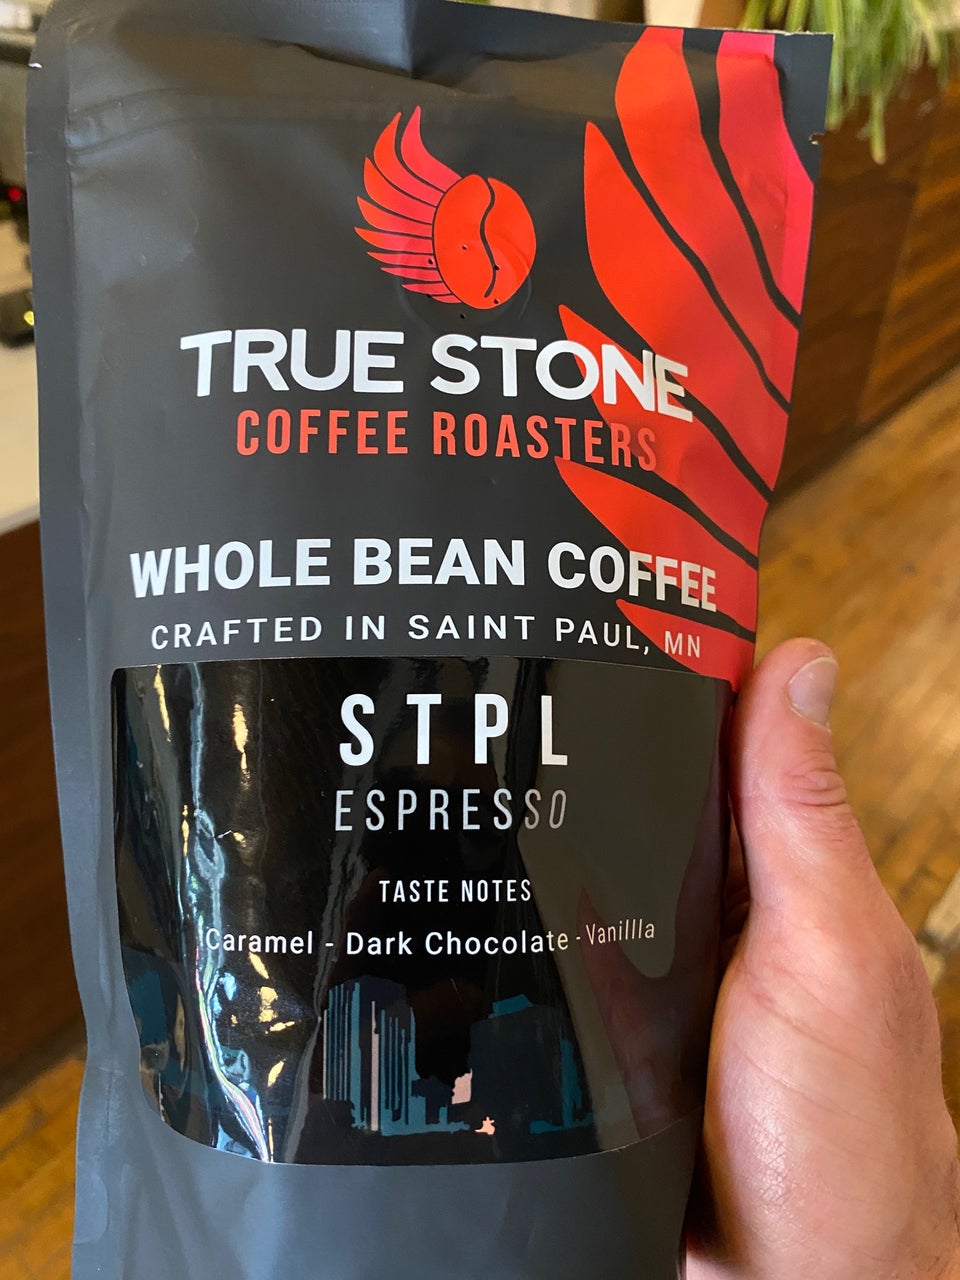 TRUE STONE
COFFEE ROASTERS
WHOLE BEAN COFFEE
CRAFTED IN SAINT PAUL, MN
STPL
ESPRESSO
TASTE NOTES
Caramel - Dark Chocolate - Vanillla